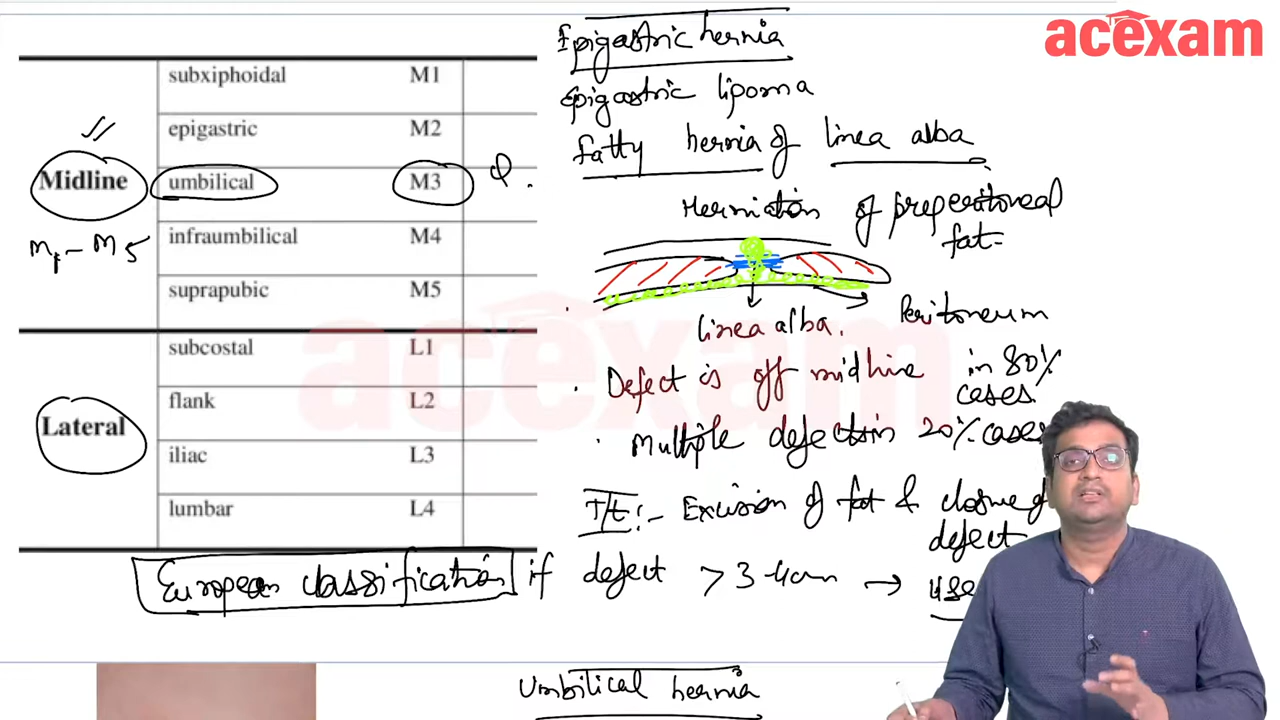 acexam
subxiphoidal M1
epigastric M2
Midline umbilical M3 Q.
M1 - M5 infraumbilical M4
suprapubic M5
subcostal L1
flank L2
Lateral
iliac L3
lumbar L4
European classification
Epigastric hernia
Epigastric lipoma
fatty hernia of linea alba
Herniation of preperitoneal
fat
linea alba. Peritoneum
Defect is off midline in 80%
cases
Multiple defects in 20% cases
T/t :- Excision of fat & closure of
defect
if defect > 3-4cm → use
Umbilical hernia
acexam